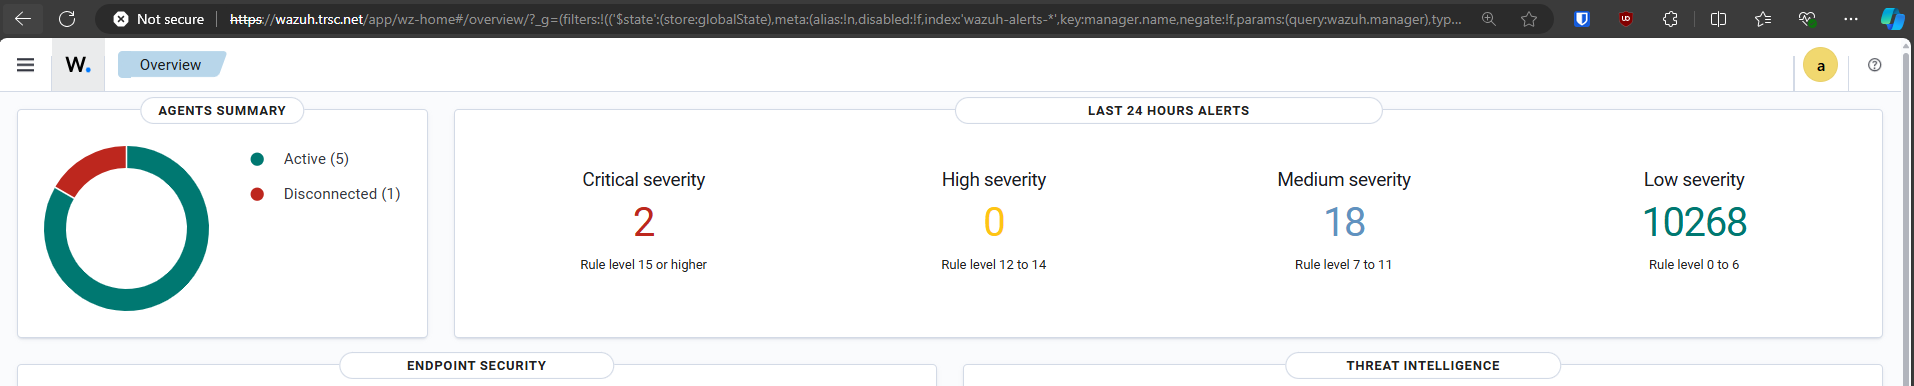 Not secure https://wazuh.trsc.net/app/wz-home#/overview/?_g=(filters:!(('$state':(store:globalState),meta:(alias:!n,disabled:!f,index:'wazuh-alerts-*',key:manager.name,negate:!f,params:(query:wazuh.manager),typ...
W. Overview a
AGENTS SUMMARY
Active (5)
Disconnected (1)
LAST 24 HOURS ALERTS
Critical severity High severity Medium severity Low severity
2 0 18 10268
Rule level 15 or higher Rule level 12 to 14 Rule level 7 to 11 Rule level 0 to 6
ENDPOINT SECURITY THREAT INTELLIGENCE